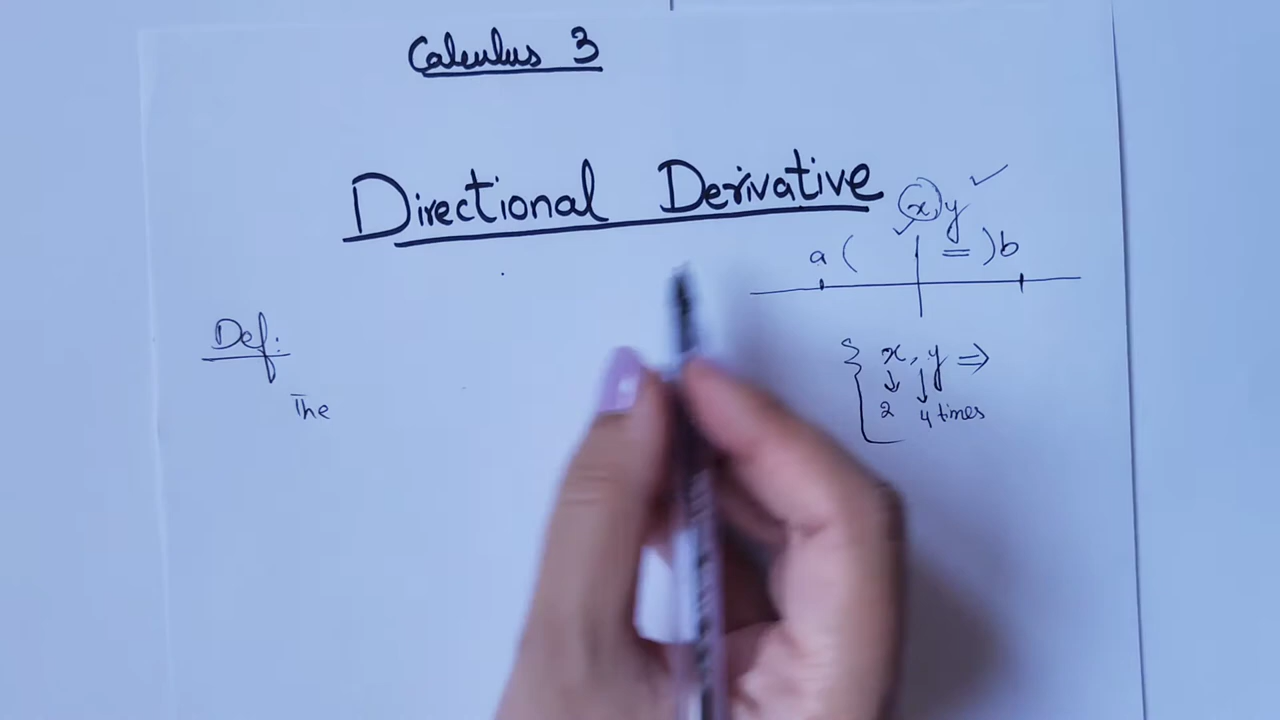 Calculus 3
Directional Derivative
x, y ✓
✓
a ( = ) b
Def:
x, y ⇒
↓ ↓
2 4 times
The